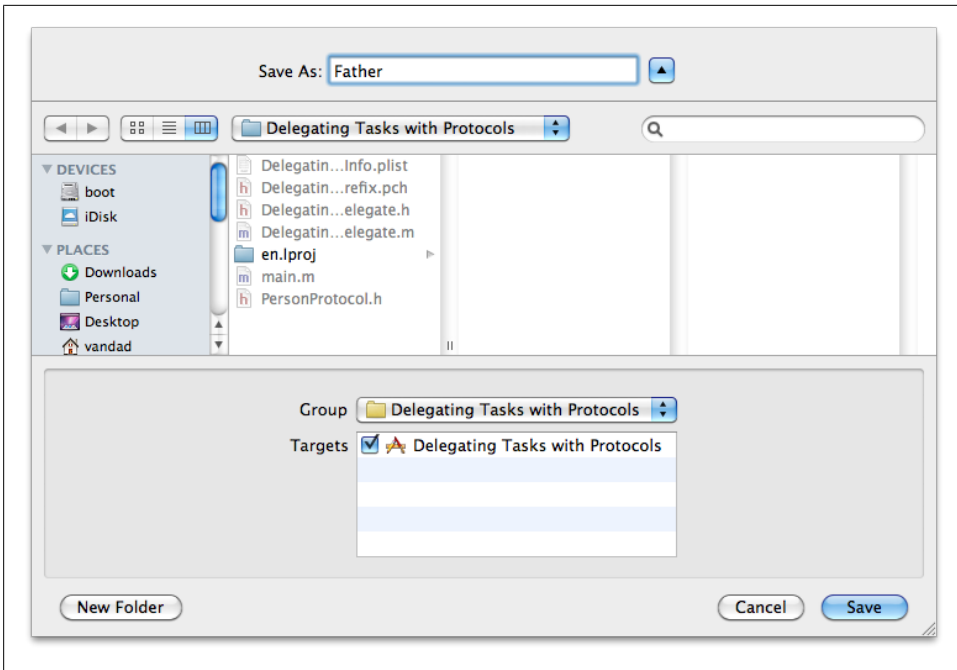 Save As: Father
Delegating Tasks with Protocols
DEVICES
boot
iDisk
PLACES
Downloads
Personal
Desktop
vandad
Delegatin...Info.plist
h Delegatin...refix.pch
h Delegatin...elegate.h
m Delegatin...elegate.m
en.lproj
m main.m
h PersonProtocol.h
Group Delegating Tasks with Protocols
Targets Delegating Tasks with Protocols
New Folder Cancel Save